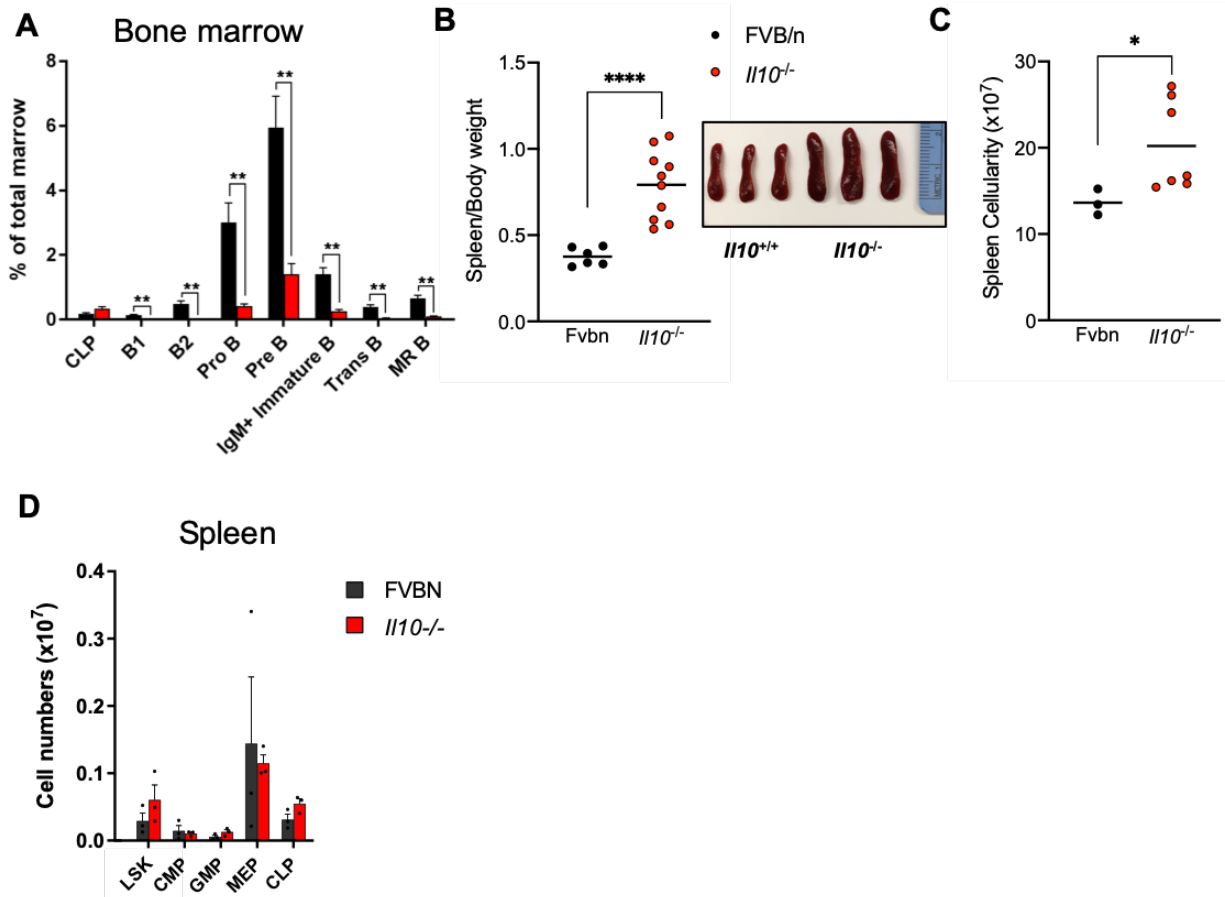 A
Bone marrow
% of total marrow
8
6
4
2
0
**
**
**
**
**
**
**
CLP
B1
B2
Pro B
Pre B
IgM+ Immature B
Trans B
MR B
B
FVB/n
Il10-/-
Spleen/Body weight
1.5
1.0
0.5
0.0
****
Fvbn
Il10-/-
METRIC
Il10+/+
Il10-/-
C
Spleen Cellularity (x10⁷)
30
20
10
0
*
Fvbn
Il10-/-
D
Spleen
Cell numbers (x10⁷)
0.4
0.3
0.2
0.1
0.0
FVBN
Il10-/-
LSK
CMP
GMP
MEP
CLP